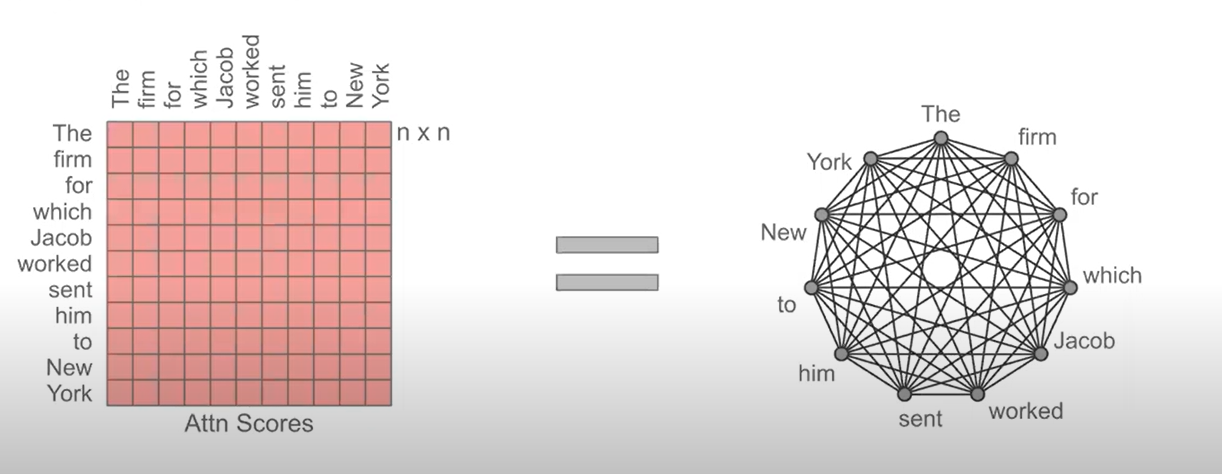 The
firm
for
which
Jacob
worked
sent
him
to
New
York
The
firm
for
which
Jacob
worked
sent
him
to
New
York
n x n
Attn Scores
The
firm
for
which
Jacob
worked
sent
him
to
New
York